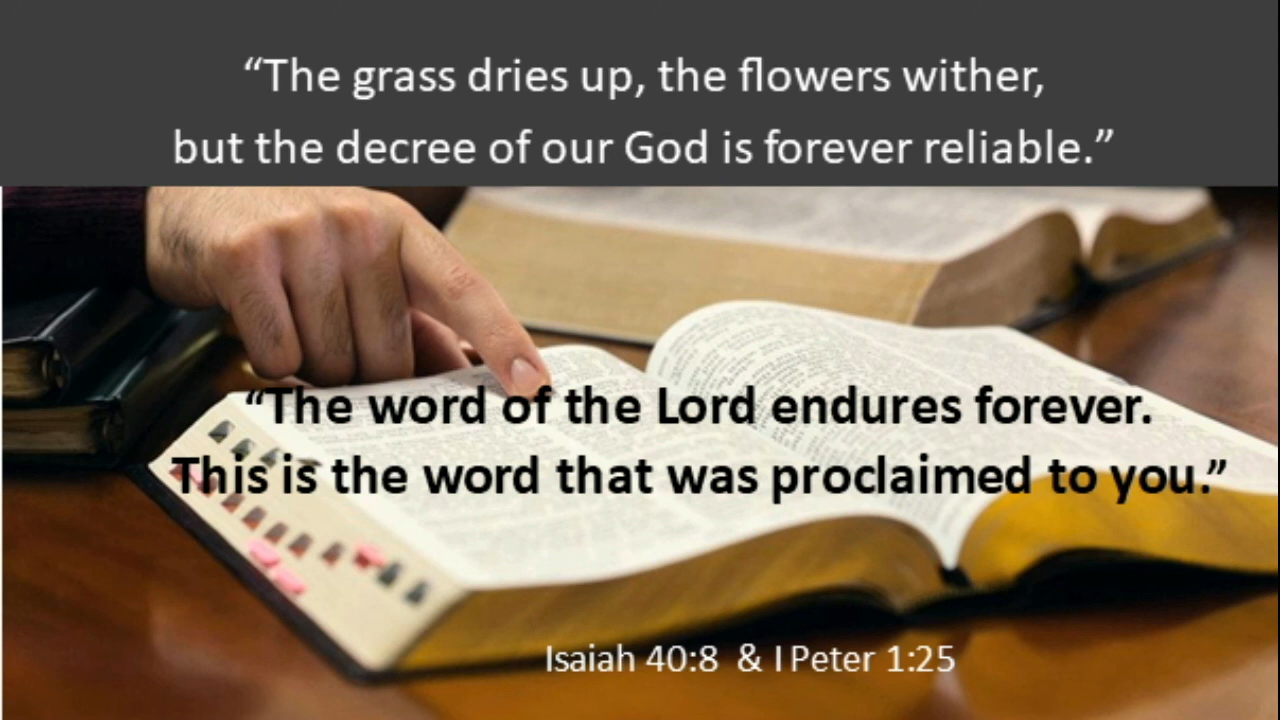 “The grass dries up, the flowers wither,
but the decree of our God is forever reliable.”
“The word of the Lord endures forever.
This is the word that was proclaimed to you.”
Isaiah 40:8 & I Peter 1:25